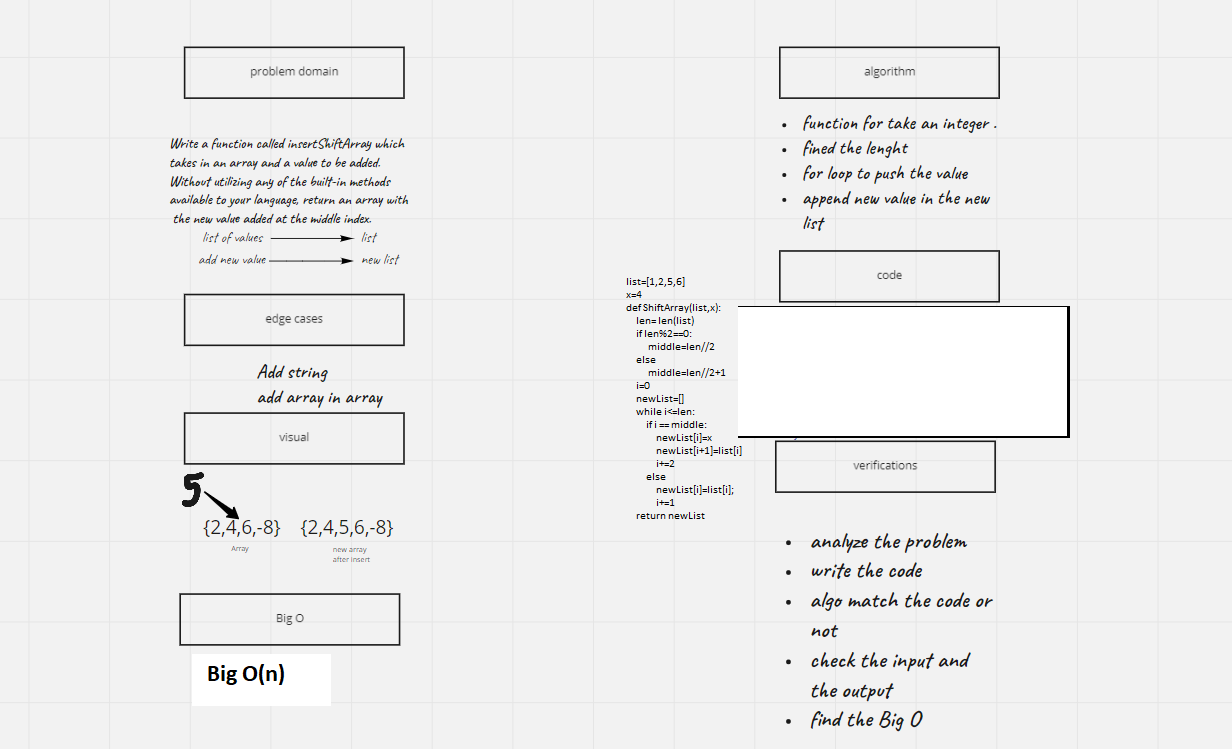 problem domain
Write a function called insertShiftArray which
takes in an array and a value to be added.
Without utilizing any of the built-in methods
available to your language, return an array with
the new value added at the middle index.
list of values list
add new value new list
edge cases
Add string
add array in array
visual
5
{2,4,6,-8} {2,4,5,6,-8}
Array new array
after insert
Big O
Big O(n)
algorithm
• function for take an integer .
• fined the lenght
• for loop to push the value
• append new value in the new
list
code
list=[1,2,5,6]
x=4
def ShiftArray(list,x):
len=len(list)
if len%2==0:
middle=len//2
else
middle=len//2+1
i=0
newList=[]
while i<=len:
if i == middle:
newList[i]=x
newList[i+1]=list[i]
i+=2
else
newList[i]=list[i];
i+=1
return newList
verifications
• analyze the problem
• write the code
• algo match the code or
not
• check the input and
the output
• find the Big O